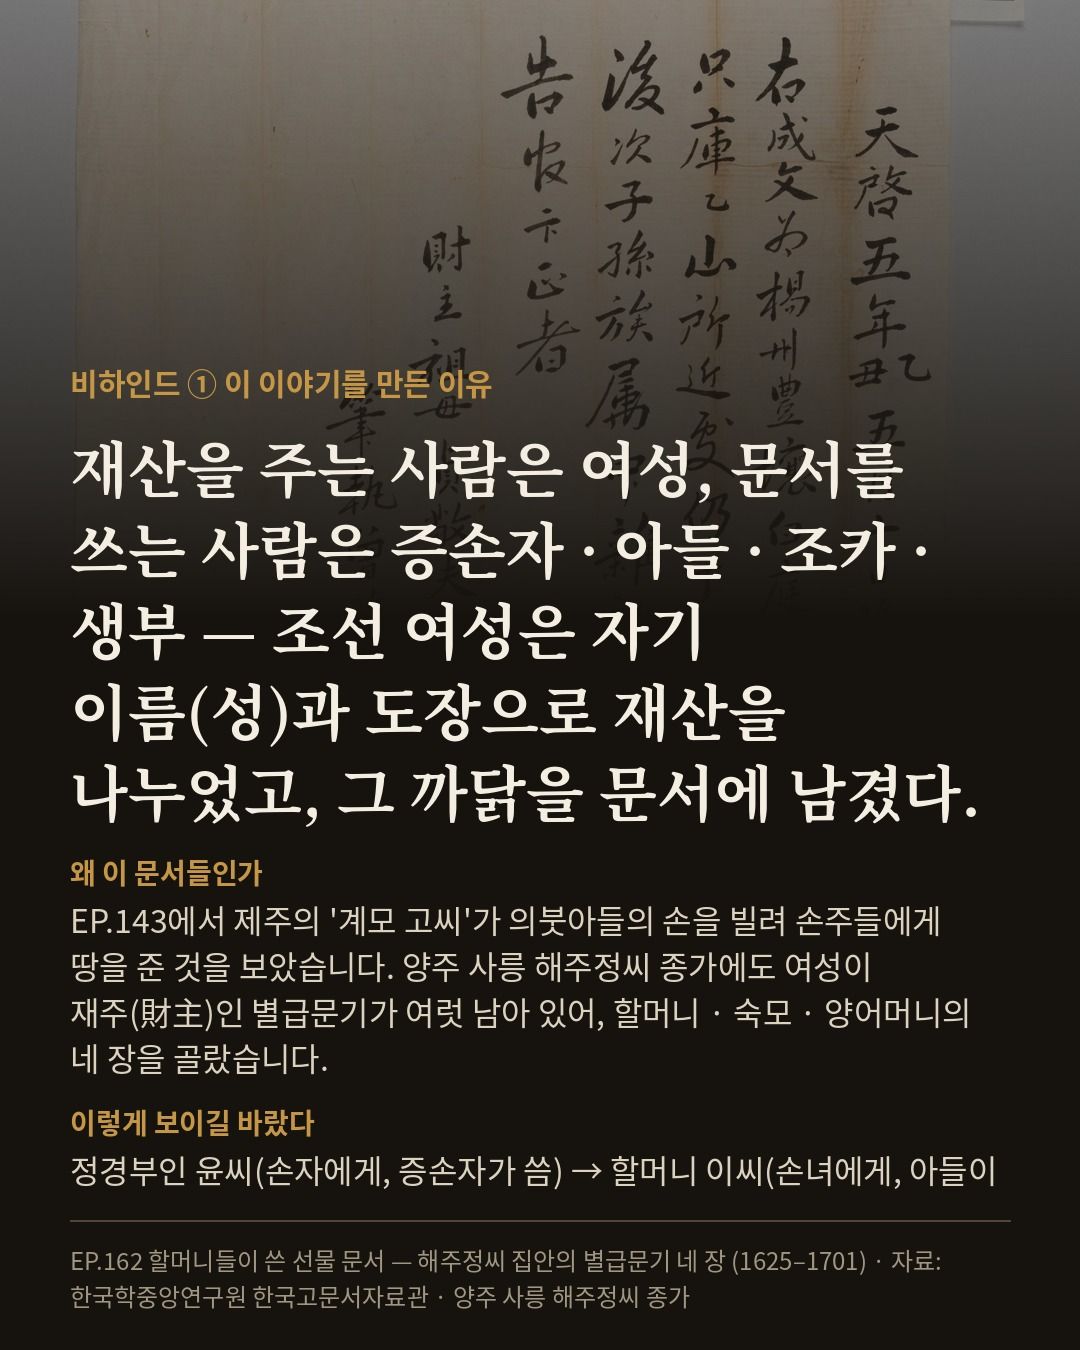 天啓五年乙丑五
右成文為楊州豊壤
只庫乙山所近處仍
後次子孫族属
告官卞正者
財主祖母貞敬夫
筆執
비하인드 ① 이 이야기를 만든 이유
재산을 주는 사람은 여성, 문서를
쓰는 사람은 증손자 · 아들 · 조카 ·
생부 — 조선 여성은 자기
이름(성)과 도장으로 재산을
나누었고, 그 까닭을 문서에 남겼다.
왜 이 문서들인가
EP.143에서 제주의 '계모 고씨'가 의붓아들의 손을 빌려 손주들에게
땅을 준 것을 보았습니다. 양주 사릉 해주정씨 종가에도 여성이
재주(財主)인 별급문기가 여럿 남아 있어, 할머니 · 숙모 · 양어머니의
네 장을 골랐습니다.
이렇게 보이길 바랐다
정경부인 윤씨(손자에게, 증손자가 씀) → 할머니 이씨(손녀에게, 아들이
EP.162 할머니들이 쓴 선물 문서 — 해주정씨 집안의 별급문기 네 장 (1625–1701) · 자료:
한국학중앙연구원 한국고문서자료관 · 양주 사릉 해주정씨 종가